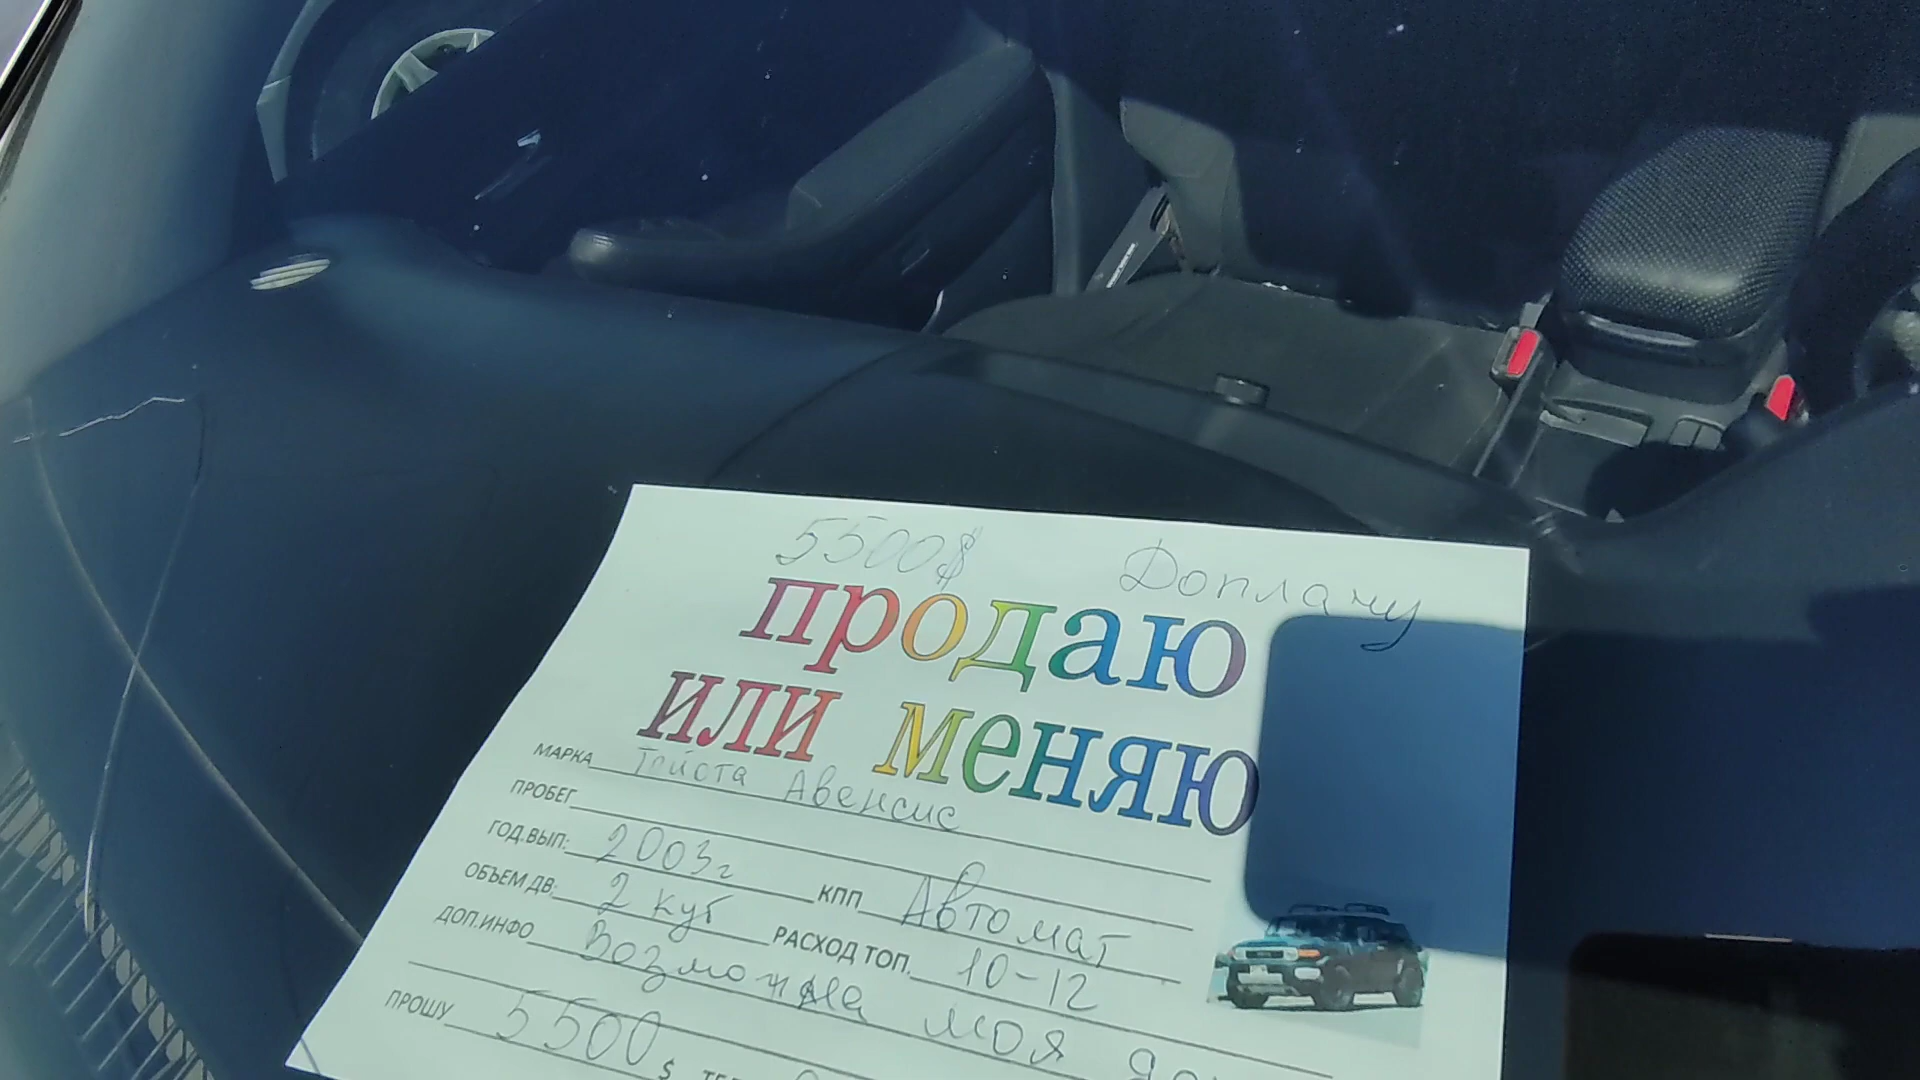 5500$ Доплачу
продаю
или меняю
МАРКА Тойота Авенсис
ПРОБЕГ
ГОД.ВЫП: 2003г КПП Автомат
ОБЪЕМ ДВ: 2 куб РАСХОД ТОП. 10-12
ДОП.ИНФО Возможна моя
ПРОШУ 5500 $